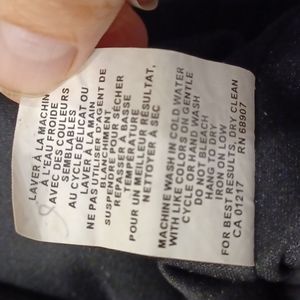 LAVER À LA MACHINE
À L'EAU FROIDE
AVEC DES COULEURS
SEMBLABLES
AU CYCLE DÉLICAT OU
LAVER À LA MAIN
NE PAS UTILISER D'AGENT DE
BLANCHIMENT
SUSPENDRE POUR SÉCHER
REPASSER A BASSE
TEMPÉRATURE
POUR UN MEILLEUR RÉSULTAT,
NETTOYER À SEC
MACHINE WASH IN COLD WATER
WITH LIKE COLORS ON GENTLE
CYCLE OR HAND WASH
DO NOT BLEACH
HANG TO DRY
IRON ON LOW
FOR BEST RESULTS, DRY CLEAN
CA 01217 RN 68907